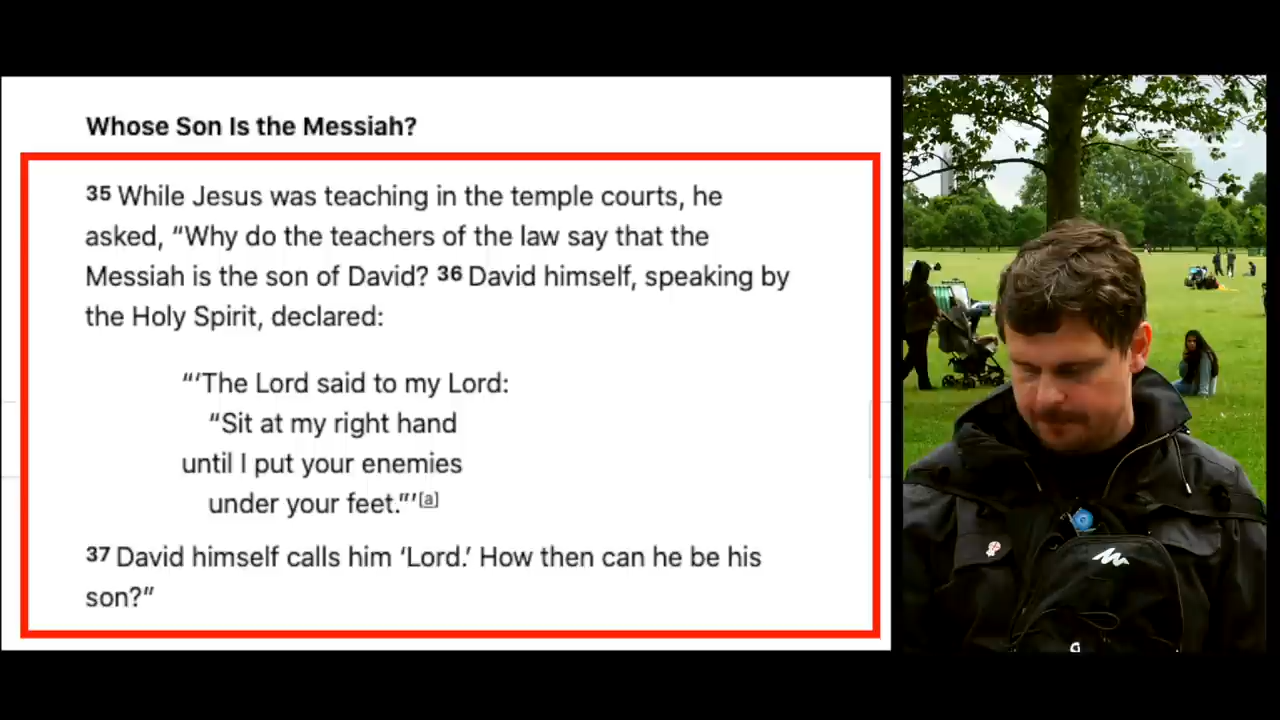 Whose Son Is the Messiah?
35 While Jesus was teaching in the temple courts, he
asked, “Why do the teachers of the law say that the
Messiah is the son of David? 36 David himself, speaking by
the Holy Spirit, declared:
“‘The Lord said to my Lord:
“Sit at my right hand
until I put your enemies
under your feet.”’[a]
37 David himself calls him ‘Lord.’ How then can he be his
son?”